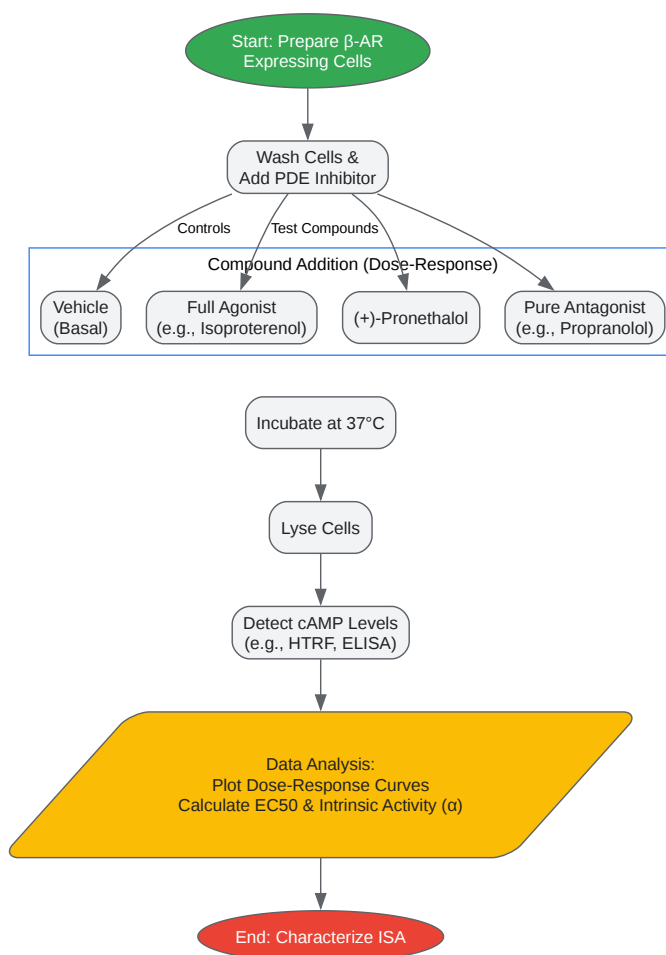 Start: Prepare β-AR
Expressing Cells
Wash Cells &
Add PDE Inhibitor
Controls
Test Compounds
Compound Addition (Dose-Response)
Vehicle
(Basal)
Full Agonist
(e.g., Isoproterenol)
(+)-Pronethalol
Pure Antagonist
(e.g., Propranolol)
Incubate at 37°C
Lyse Cells
Detect cAMP Levels
(e.g., HTRF, ELISA)
Data Analysis:
Plot Dose-Response Curves
Calculate EC50 & Intrinsic Activity (α)
End: Characterize ISA